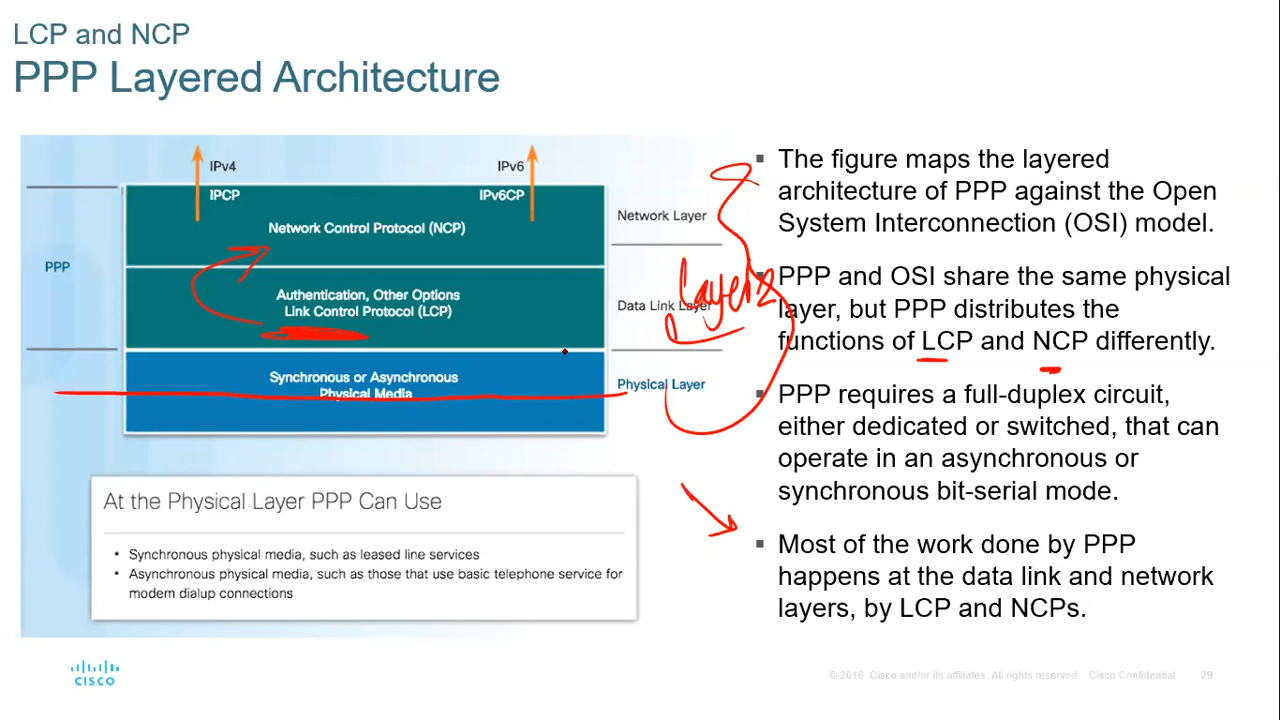 LCP and NCP
PPP Layered Architecture
IPv4
IPv6
IPCP
IPv6CP
Network Control Protocol (NCP)
Network Layer
PPP
Authentication, Other Options
Link Control Protocol (LCP)
Data Link Layer
Layer 2
Synchronous or Asynchronous
Physical Media
Physical Layer
At the Physical Layer PPP Can Use
• Synchronous physical media, such as leased line services
• Asynchronous physical media, such as those that use basic telephone service for
modem dialup connections
▪ The figure maps the layered
architecture of PPP against the Open
System Interconnection (OSI) model.
▪ PPP and OSI share the same physical
layer, but PPP distributes the
functions of LCP and NCP differently.
▪ PPP requires a full-duplex circuit,
either dedicated or switched, that can
operate in an asynchronous or
synchronous bit-serial mode.
▪ Most of the work done by PPP
happens at the data link and network
layers, by LCP and NCPs.
CISCO
© 2016 Cisco and/or its affiliates. All rights reserved. Cisco Confidential
29